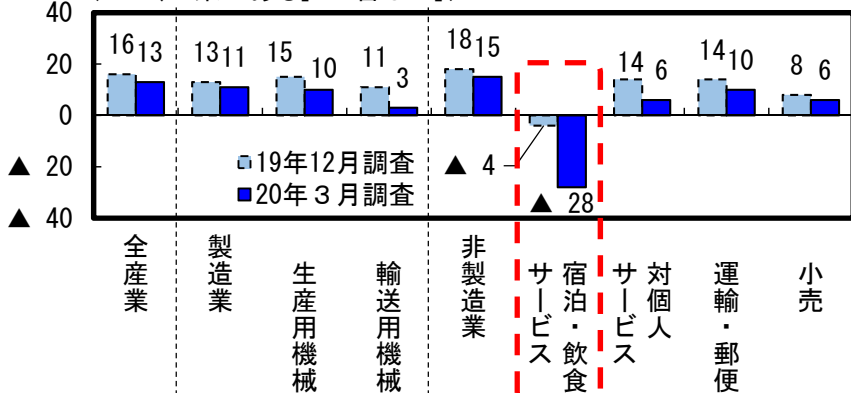 40
20
0
▲ 20
▲ 40
16 13
13 11
15 10
11 3
18 15
▲ 4
▲ 28
14 6
14 10
8 6
19年12月調査
20年３月調査
全産業
製造業
生産用機械
輸送用機械
非製造業
宿泊・飲食
サービス
対個人
サービス
運輸・郵便
小売